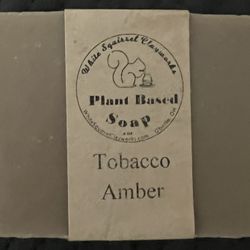 White Squirrel Clayworks
Plant Based
Soap
Tobacco
Amber